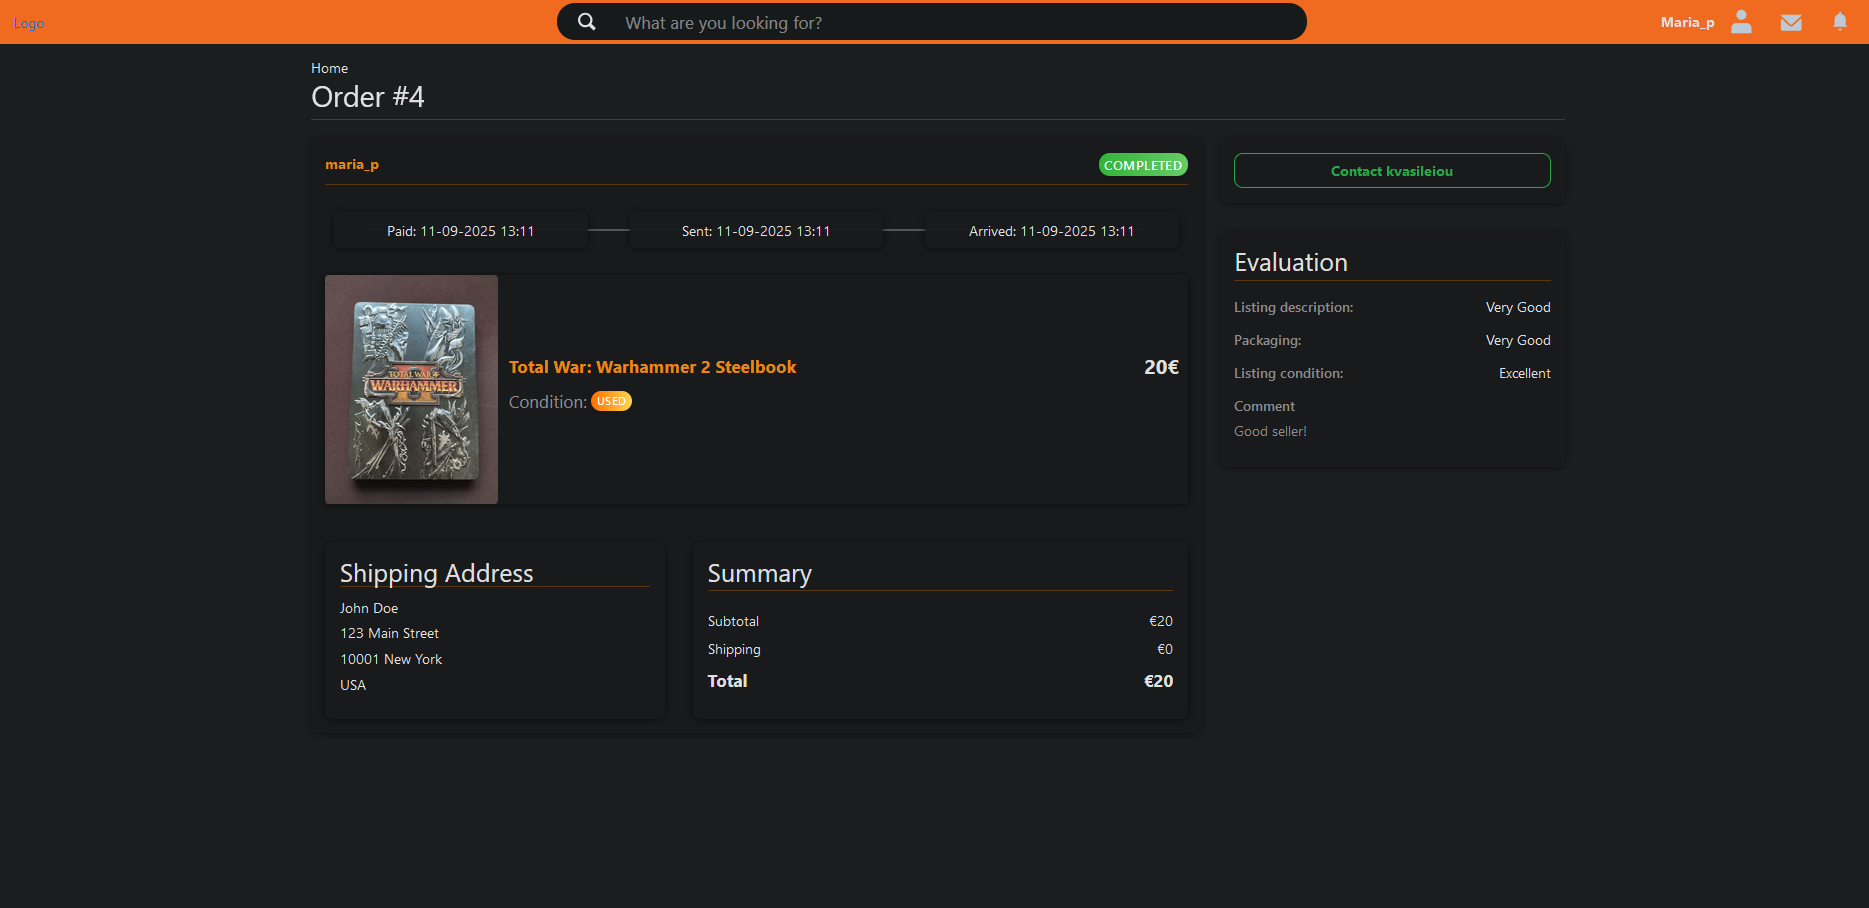 Logo
What are you looking for?
Maria_p
Home
Order #4
maria_p
COMPLETED
Paid: 11-09-2025 13:11
Sent: 11-09-2025 13:11
Arrived: 11-09-2025 13:11
TOTAL WAR
WARHAMMER
II
Total War: Warhammer 2 Steelbook
20€
Condition: USED
Shipping Address
John Doe
123 Main Street
10001 New York
USA
Summary
Subtotal €20
Shipping €0
Total €20
Contact kvasileiou
Evaluation
Listing description: Very Good
Packaging: Very Good
Listing condition: Excellent
Comment
Good seller!